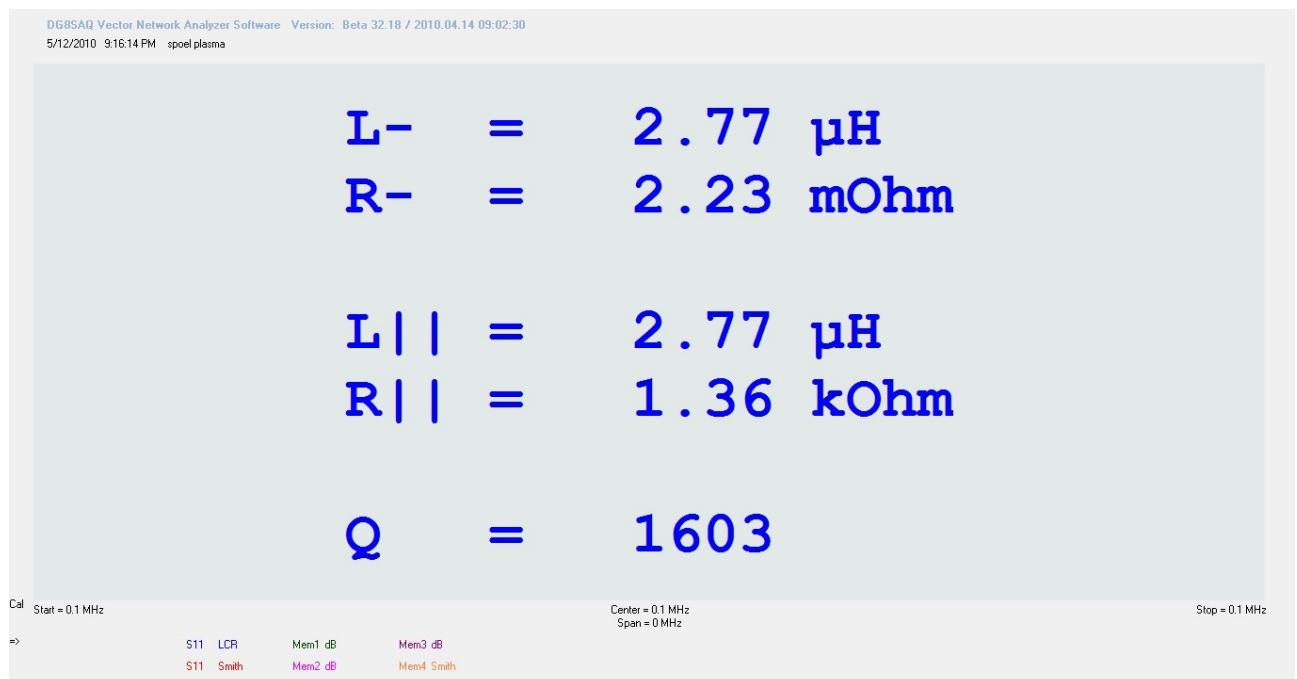 DG8SAQ Vector Network Analyzer Software Version: Beta 32.18 / 2010.04.14 09:02:30
5/12/2010 9:16:14 PM spoel plasma
L- = 2.77 µH
R- = 2.23 mOhm
L|| = 2.77 µH
R|| = 1.36 kOhm
Q = 1603
Cal Start = 0.1 MHz Center = 0.1 MHz Stop = 0.1 MHz
Span = 0 MHz
=> S11 LCR Mem1 dB Mem3 dB
S11 Smith Mem2 dB Mem4 Smith